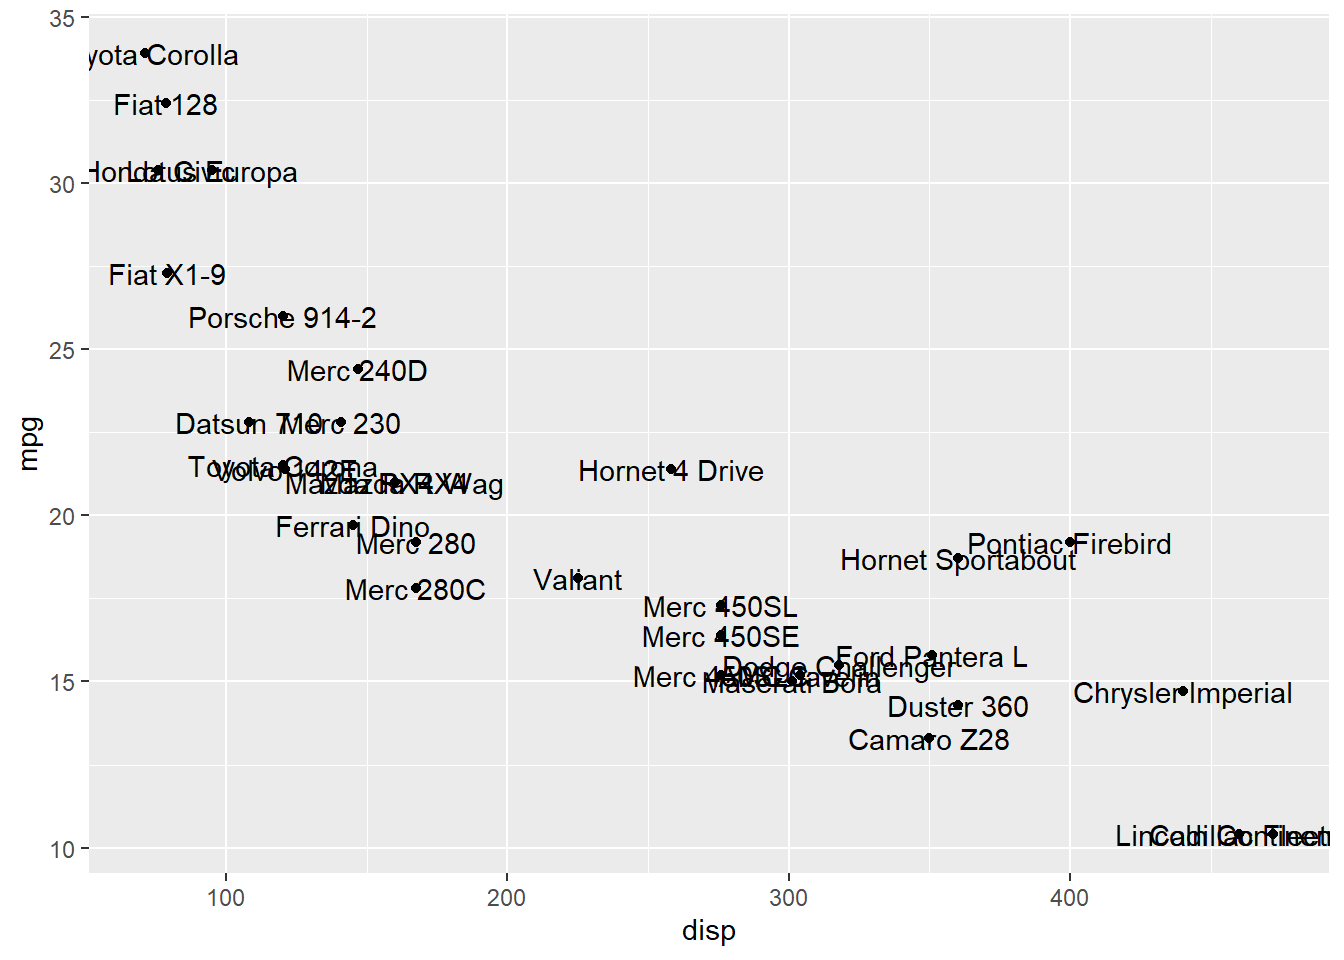 35
yota Corolla
Fiat 128
30
Honda Civic
Lotus Europa
Fiat X1-9
Porsche 914-2
25
Merc 240D
Datsun 710
Merc 230
mpg
Toyota Corona
Volvo 142E
Hornet 4 Drive
Mazda RX4
Mazda RX4 Wag
20
Ferrari Dino
Merc 280
Pontiac Firebird
Hornet Sportabout
Merc 280C
Valiant
Merc 450SL
Merc 450SE
Ford Pantera L
Dodge Challenger
Merc 450SLC
AMC Javelin
15
Maserati Bora
Chrysler Imperial
Duster 360
Camaro Z28
10
Lincoln Continent
Cadillac Fleet
100
200
300
400
disp